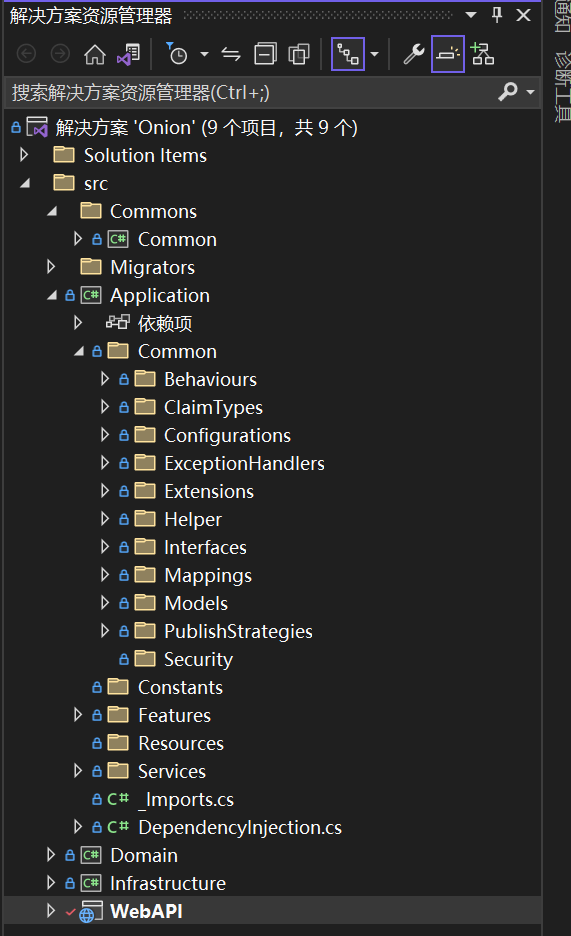 解决方案资源管理器
搜索解决方案资源管理器(Ctrl+;)
解决方案 'Onion' (9 个项目，共 9 个)
Solution Items
src
Commons
C# Common
Migrators
C# Application
依赖项
Common
Behaviours
ClaimTypes
Configurations
ExceptionHandlers
Extensions
Helper
Interfaces
Mappings
Models
PublishStrategies
Security
Constants
Features
Resources
Services
C# _Imports.cs
C# DependencyInjection.cs
C# Domain
C# Infrastructure
WebAPI
通知
诊断工具